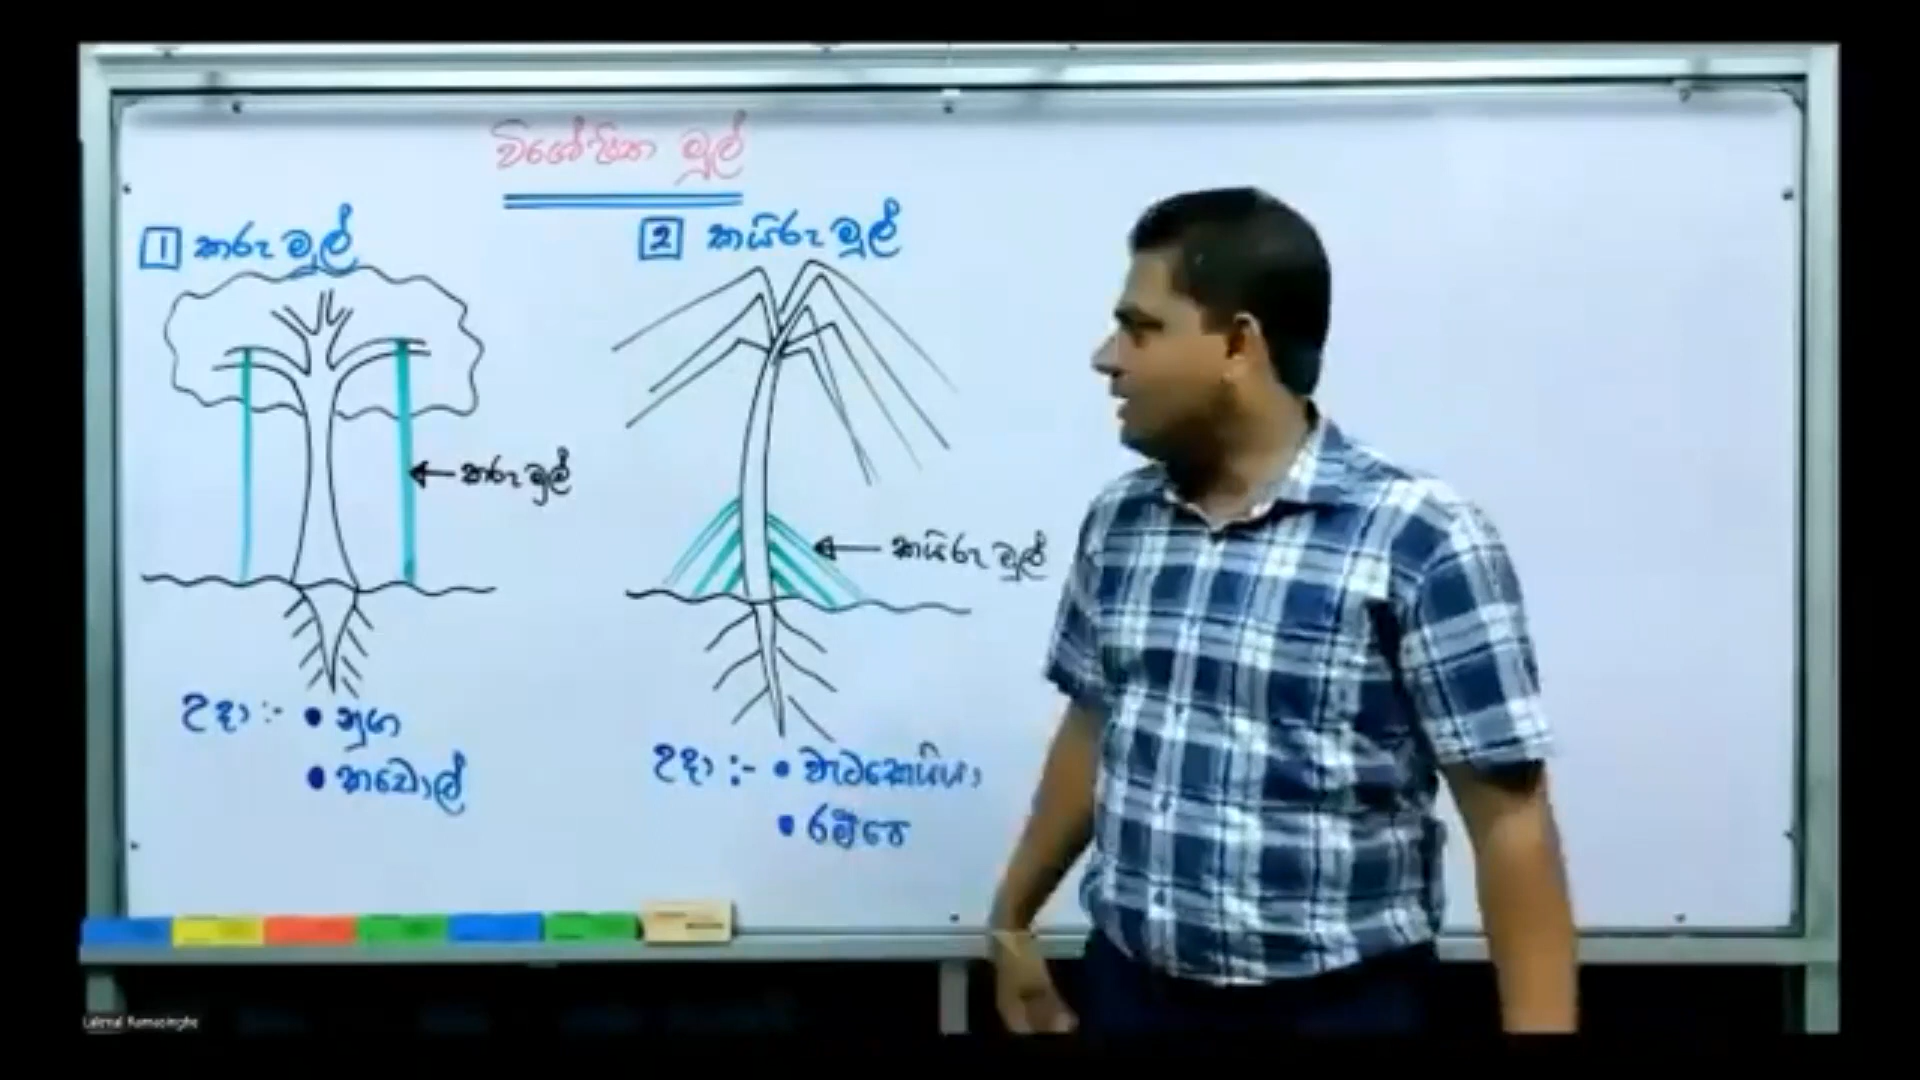 විශේෂිත මූල්
1 කරු මුල්
2 කයිරු මූල්
කරු මුල්
කයිරු මූල්
උදා :- • නුග
• කඩොල්
උදා :- • වැටකෙයියා
• රම්පෙ